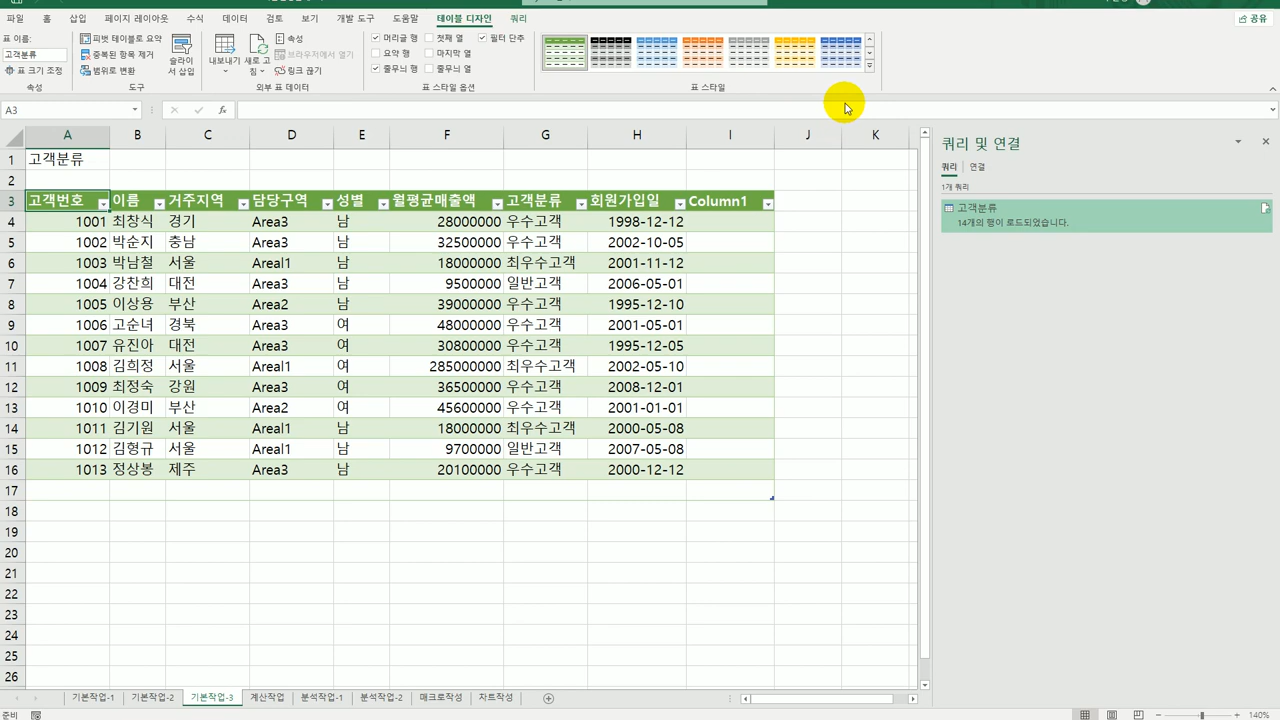 파일 홈 삽입 페이지 레이아웃 수식 데이터 검토 보기 개발 도구 도움말 테이블 디자인 쿼리 공유
표 이름:
고객분류
표 크기 조정
속성
피벗 테이블로 요약
중복된 항목 제거
범위로 변환
슬라이서 삽입
도구
내보내기 새로 고
속성
브라우저에서 열기
링크 끊기
외부 표 데이터
머리글 행 첫째 열 필터 단추
요약 행 마지막 열
줄무늬 행 줄무늬 열
표 스타일 옵션
표 스타일
A3 fx
A B C D E F G H I J K
1 고객분류
2
3 고객번호 이름 거주지역 담당구역 성별 월평균매출액 고객분류 회원가입일 Column1
4 1001 최창식 경기 Area3 남 28000000 우수고객 1998-12-12
5 1002 박순지 충남 Area3 남 32500000 우수고객 2002-10-05
6 1003 박남철 서울 Areal1 남 18000000 최우수고객 2001-11-12
7 1004 강찬희 대전 Area3 남 9500000 일반고객 2006-05-01
8 1005 이상용 부산 Area2 남 39000000 우수고객 1995-12-10
9 1006 고순녀 경북 Area3 여 48000000 우수고객 2001-05-01
10 1007 유진아 대전 Area3 여 30800000 우수고객 1995-12-05
11 1008 김희정 서울 Areal1 여 285000000 최우수고객 2002-05-10
12 1009 최정숙 강원 Area3 여 36500000 우수고객 2008-12-01
13 1010 이경미 부산 Area2 여 45600000 우수고객 2001-01-01
14 1011 김기원 서울 Areal1 남 18000000 최우수고객 2000-05-08
15 1012 김형규 서울 Areal1 남 9700000 일반고객 2007-05-08
16 1013 정상봉 제주 Area3 남 20100000 우수고객 2000-12-12
17
18
19
20
21
22
23
24
25
26
쿼리 및 연결
쿼리 연결
1개 쿼리
고객분류
14개의 행이 로드되었습니다.
기본작업-1 기본작업-2 기본작업-3 계산작업 분석작업-1 분석작업-2 매크로작성 차트작성
준비 140%